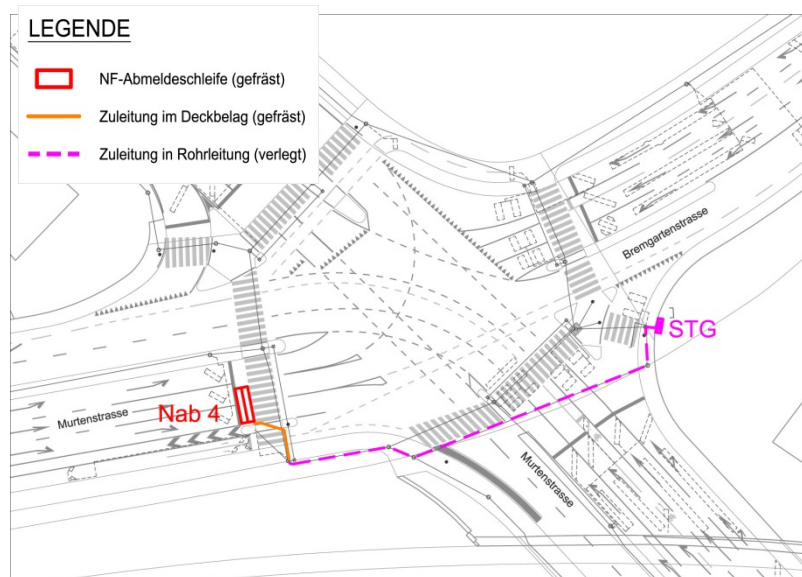 LEGENDE
NF-Abmeldeschleife (gefräst)
Zuleitung im Deckbelag (gefräst)
Zuleitung in Rohrleitung (verlegt)
Bremgartenstrasse
STG
Nab 4
Murtenstrasse
Murtenstrasse